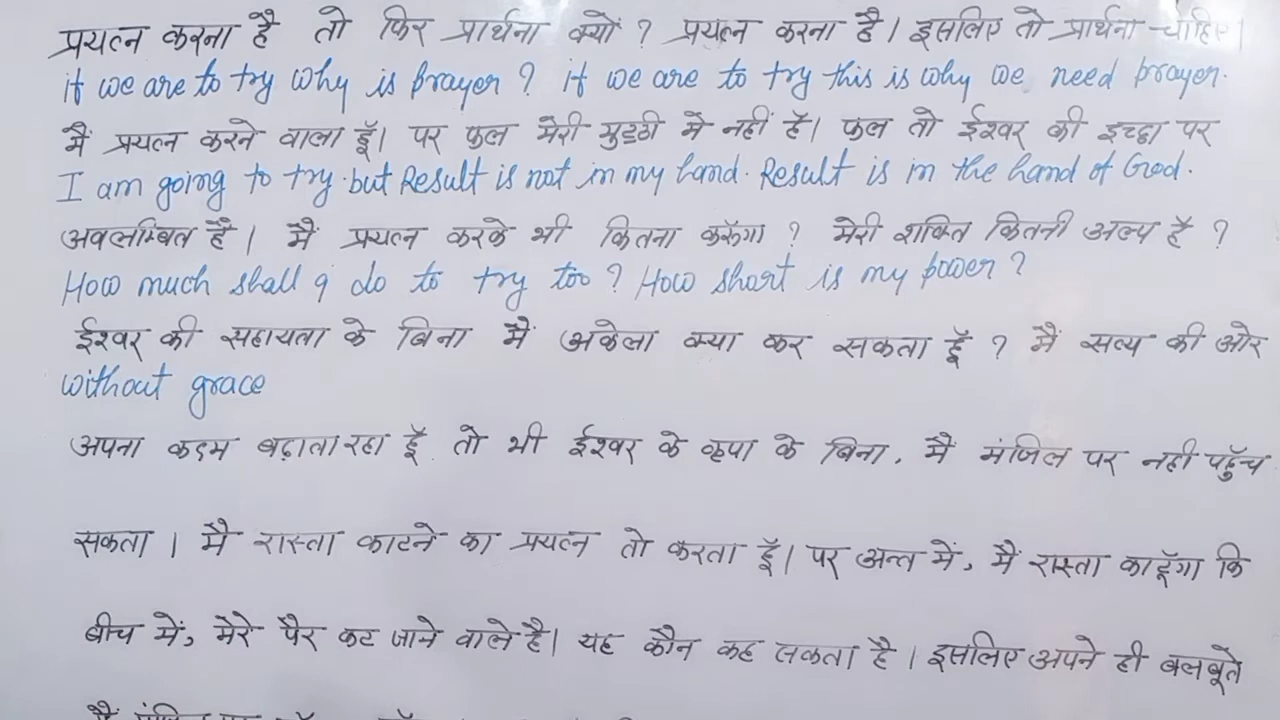 प्रयत्न करना है तो फिर प्रार्थना क्यों ? प्रयत्न करना है। इसलिए तो प्रार्थना चाहिए।
if we are to try why is prayer ? if we are to try this is why we need prayer.
मैं प्रयत्न करने वाला हूँ। पर फल मेरी मुट्ठी मे नहीं है। फल तो ईश्वर की इच्छा पर
I am going to try but Result is not in my hand. Result is in the hand of God.
अवलम्बित है। मैं प्रयत्न करके भी कितना करूँगा ? मेरी शक्ति कितनी अल्प है ?
How much shall I do to try too ? How short is my power ?
ईश्वर की सहायता के बिना मैं अकेला क्या कर सकता हूँ ? मैं सत्य की ओर
without grace
अपना कदम बढ़ाता रहा हूँ तो भी ईश्वर के कृपा के बिना, मैं मंजिल पर नही पहुँच
सकता । मैं रास्ता काटने का प्रयत्न तो करता हूँ। पर अन्त में, मैं रास्ता काटूँगा कि
बीच में, मेरे पैर कट जाने वाले है। यह कौन कह सकता है । इसलिए अपने ही बलबूते